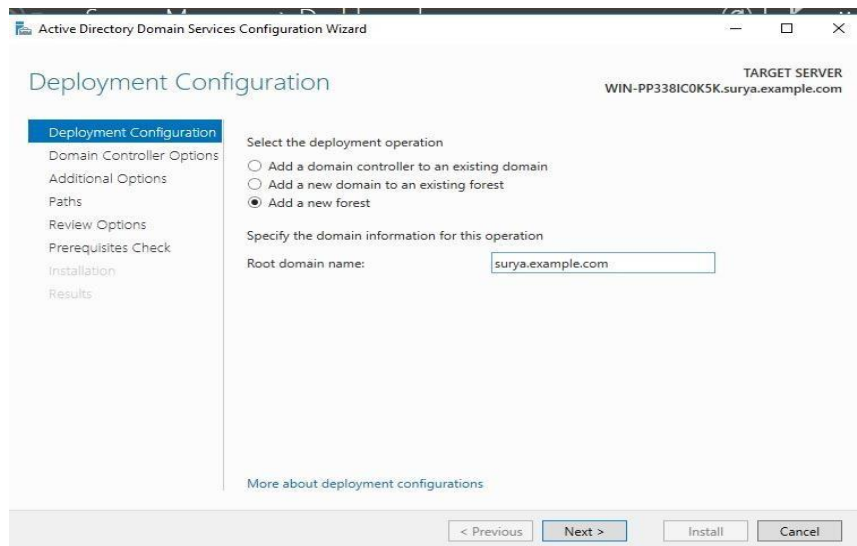 Active Directory Domain Services Configuration Wizard
Deployment Configuration
TARGET SERVER
WIN-PP338IC0K5K.surya.example.com
Deployment Configuration
Domain Controller Options
Additional Options
Paths
Review Options
Prerequisites Check
Installation
Results
Select the deployment operation
Add a domain controller to an existing domain
Add a new domain to an existing forest
Add a new forest
Specify the domain information for this operation
Root domain name:
surya.example.com
More about deployment configurations
< Previous
Next >
Install
Cancel